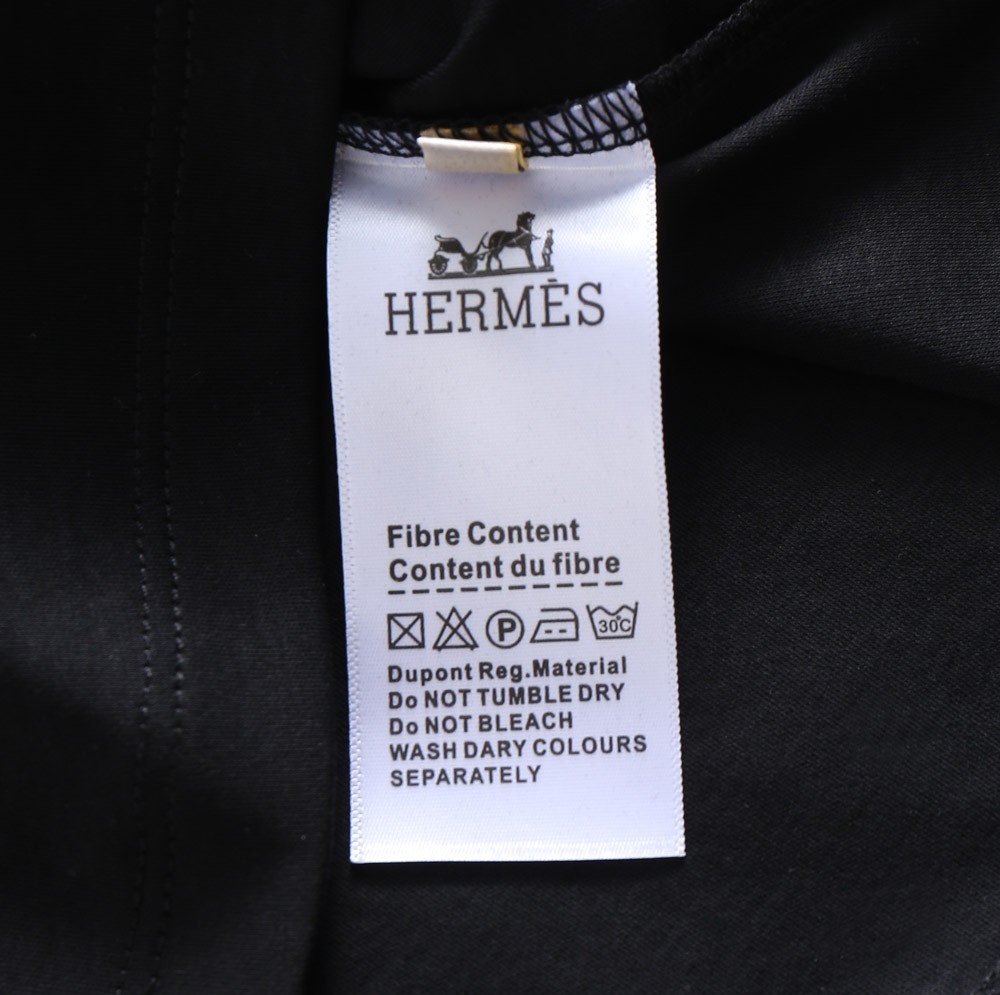 HERMÈS
Fibre Content
Content du fibre
P
30C
Dupont Reg.Material
Do NOT TUMBLE DRY
Do NOT BLEACH
WASH DARY COLOURS
SEPARATELY